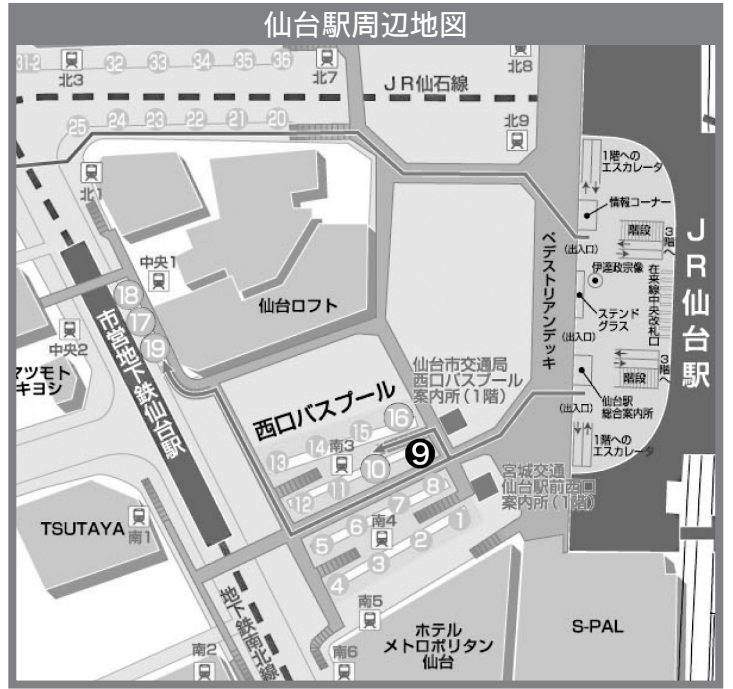 仙台駅周辺地図
31-2
北3
32
33
34
35
36
北7
北8
JR仙石線
25
24
23
22
21
20
北9
北1
1階への
エスカレータ
情報コーナー
階段
3階へ
(出入口)
伊達政宗像
ペデストリアンデッキ
ステンド
グラス
(出入口)
在来線中央改札口
JR仙台駅
3階へ
階段
仙台駅
総合案内所
(出入口)
1階への
エスカレータ
中央1
18
17
19
仙台ロフト
中央2
マツモト
キヨシ
市営地下鉄仙台駅
仙台市交通局
西口バスプール
案内所(1階)
西口バスプール
16
15
14
13
南3
10
9
11
12
宮城交通
仙台駅前西口
案内所(1階)
8
7
6
5
南4
1
2
3
4
TSUTAYA
南1
地下鉄南北線
南2
南5
南6
ホテル
メトロポリタン
仙台
S-PAL